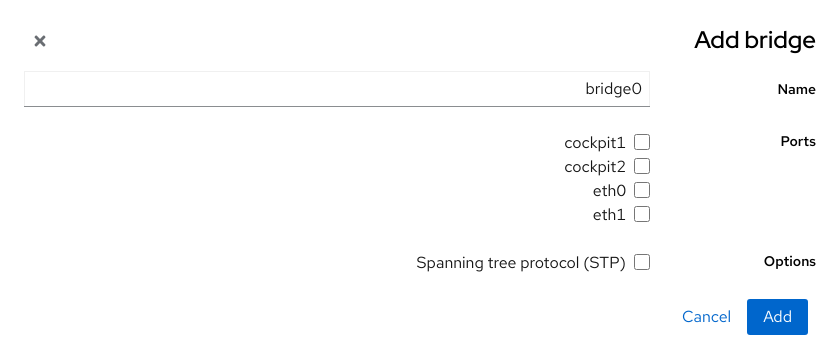 Add bridge
Name
bridge0
Ports
cockpit1
cockpit2
eth0
eth1
Options
Spanning tree protocol (STP)
Add
Cancel